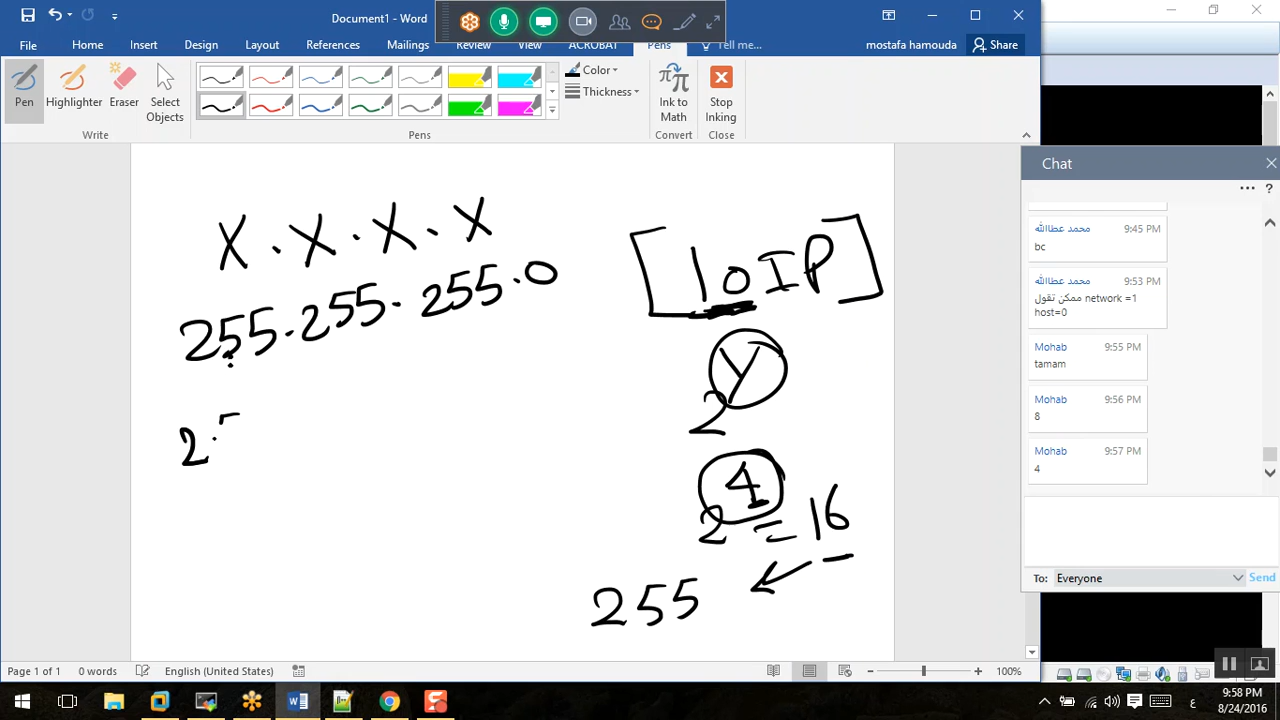 Document1 - Word
File
Home
Insert
Design
Layout
References
Mailings
Review
View
ACROBAT
Pens
Tell me...
mostafa hamouda
Share
Pen
Highlighter
Eraser
Select
Objects
Color
Thickness
Ink to
Math
Stop
Inking
Write
Pens
Convert
Close
X . X . X . X
255.255.255.0
[10IP]
2 Y
2 4 = 16
255
2
Chat
محمد عطاالله 9:45 PM
bc
محمد عطاالله 9:53 PM
ممكن تقول network =1
host=0
Mohab 9:55 PM
tamam
Mohab 9:56 PM
8
Mohab 9:57 PM
4
To: Everyone Send
Page 1 of 1
0 words
English (United States)
100%
9:58 PM
8/24/2016